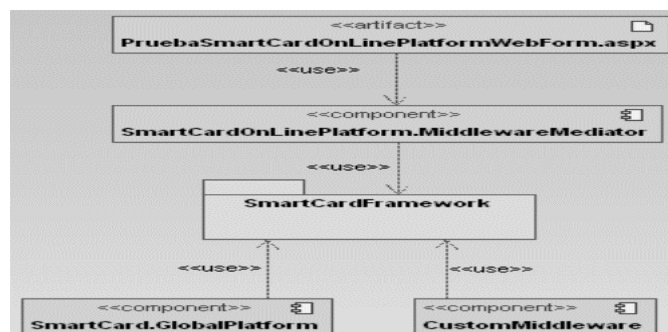 <<artifact>>
PruebaSmartCardOnLinePlatformWebForm.aspx
<<use>>
<<component>>
SmartCardOnLinePlatform.MiddlewareMediator
<<use>>
SmartCardFramework
<<use>> <<use>>
<<component>> <<component>>
SmartCard.GlobalPlatform CustomMiddleware